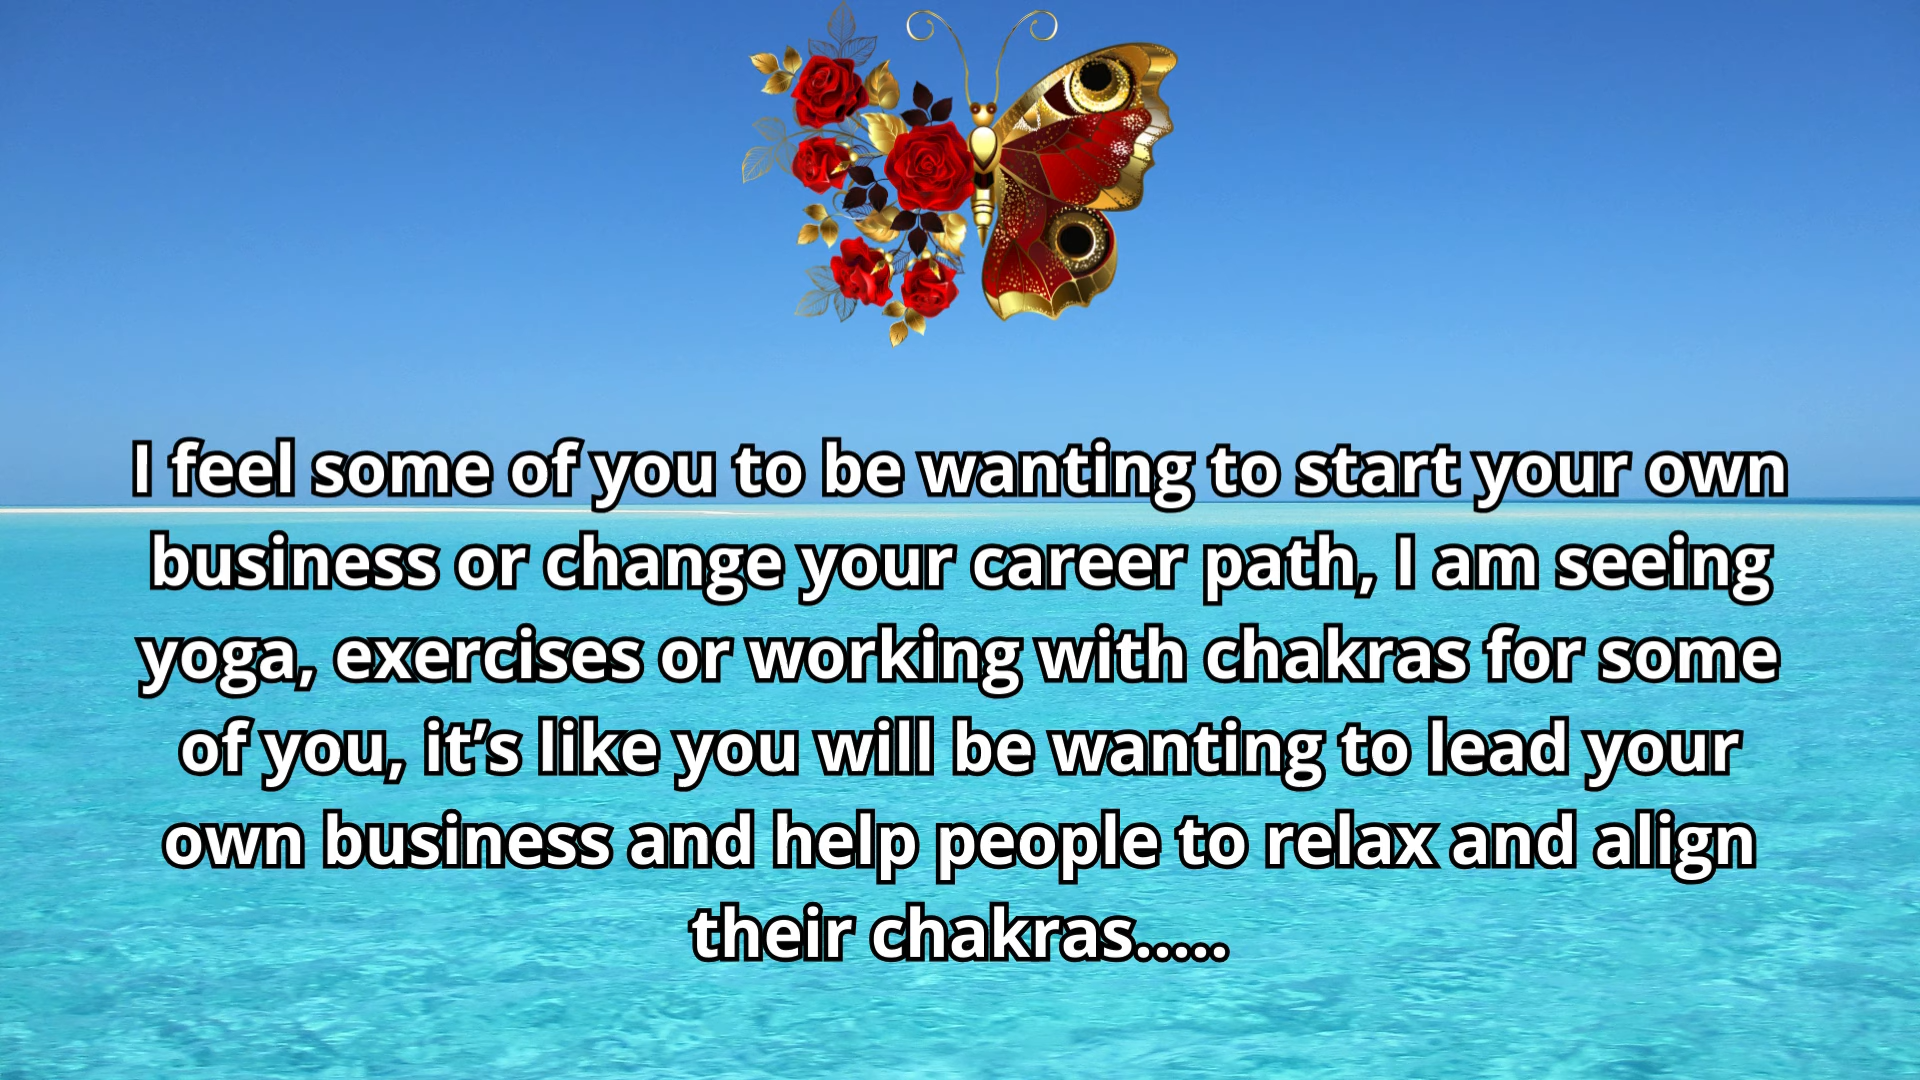 I feel some of you to be wanting to start your own
business or change your career path, I am seeing
yoga, exercises or working with chakras for some
of you, it’s like you will be wanting to lead your
own business and help people to relax and align
their chakras.....